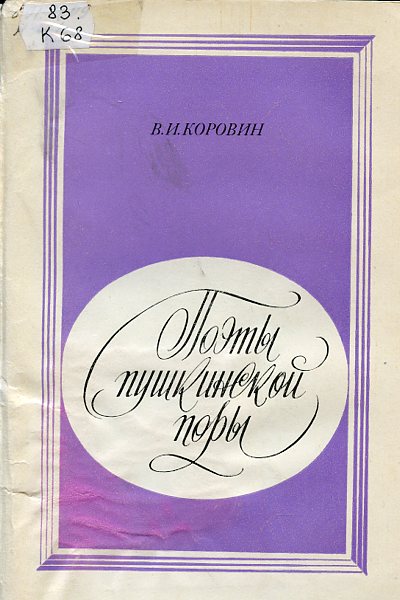 83.
К 68
В.И.КОРОВИН
Поэты
пушкинской
поры